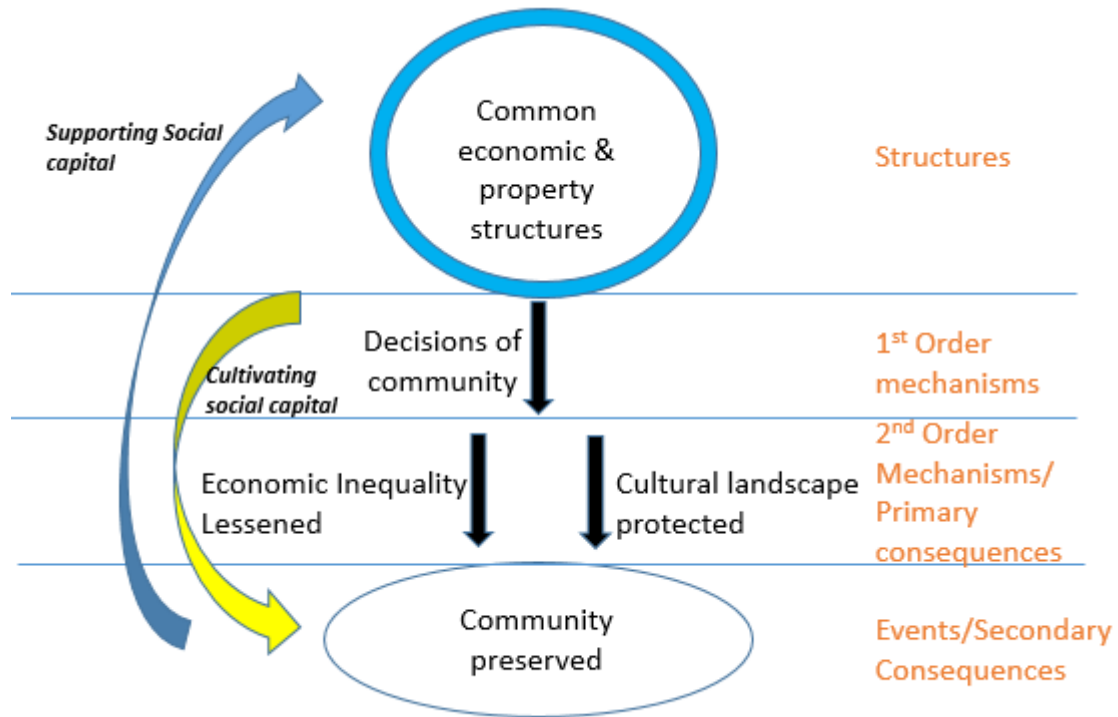 Common
economic &
property
structures
Structures
Supporting Social
capital
Decisions of
community
1st Order
mechanisms
Cultivating
social capital
Economic Inequality
Lessened
Cultural landscape
protected
2nd Order
Mechanisms/
Primary
consequences
Community
preserved
Events/Secondary
Consequences